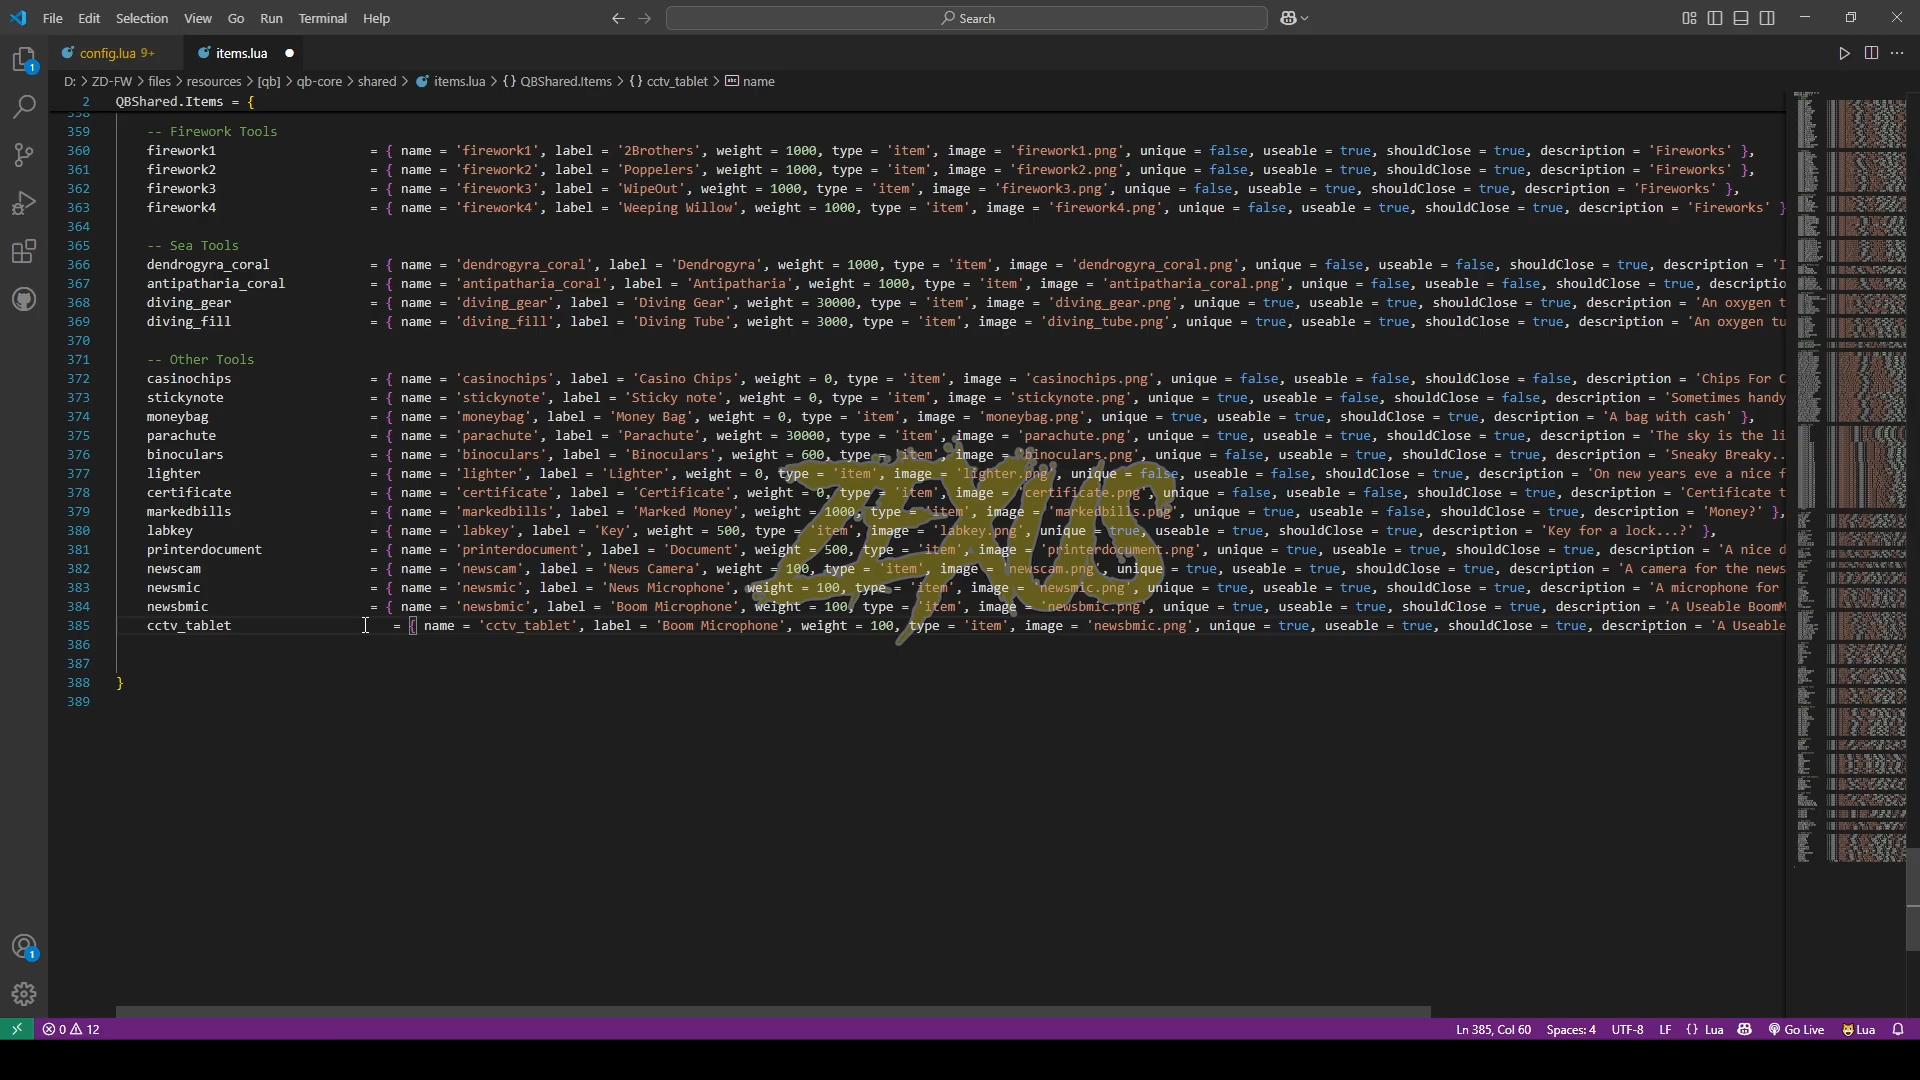 File Edit Selection View Go Run Terminal Help Search
config.lua 9+ items.lua
D: > ZD-FW > files > resources > [qb] > qb-core > shared > items.lua > {} QBShared.Items > {} cctv_tablet > name
2 QBShared.Items = {
358
359 -- Firework Tools
360 firework1 = { name = 'firework1', label = '2Brothers', weight = 1000, type = 'item', image = 'firework1.png', unique = false, useable = true, shouldClose = true, description = 'Fireworks' },
361 firework2 = { name = 'firework2', label = 'Poppelers', weight = 1000, type = 'item', image = 'firework2.png', unique = false, useable = true, shouldClose = true, description = 'Fireworks' },
362 firework3 = { name = 'firework3', label = 'WipeOut', weight = 1000, type = 'item', image = 'firework3.png', unique = false, useable = true, shouldClose = true, description = 'Fireworks' },
363 firework4 = { name = 'firework4', label = 'Weeping Willow', weight = 1000, type = 'item', image = 'firework4.png', unique = false, useable = true, shouldClose = true, description = 'Fireworks' }
364
365 -- Sea Tools
366 dendrogyra_coral = { name = 'dendrogyra_coral', label = 'Dendrogyra', weight = 1000, type = 'item', image = 'dendrogyra_coral.png', unique = false, useable = false, shouldClose = true, description = 'I
367 antipatharia_coral = { name = 'antipatharia_coral', label = 'Antipatharia', weight = 1000, type = 'item', image = 'antipatharia_coral.png', unique = false, useable = false, shouldClose = true, descriptio
368 diving_gear = { name = 'diving_gear', label = 'Diving Gear', weight = 30000, type = 'item', image = 'diving_gear.png', unique = true, useable = true, shouldClose = true, description = 'An oxygen t
369 diving_fill = { name = 'diving_fill', label = 'Diving Tube', weight = 3000, type = 'item', image = 'diving_tube.png', unique = true, useable = true, shouldClose = true, description = 'An oxygen tu
370
371 -- Other Tools
372 casinochips = { name = 'casinochips', label = 'Casino Chips', weight = 0, type = 'item', image = 'casinochips.png', unique = false, useable = false, shouldClose = false, description = 'Chips For C
373 stickynote = { name = 'stickynote', label = 'Sticky note', weight = 0, type = 'item', image = 'stickynote.png', unique = true, useable = false, shouldClose = false, description = 'Sometimes handy
374 moneybag = { name = 'moneybag', label = 'Money Bag', weight = 0, type = 'item', image = 'moneybag.png', unique = true, useable = true, shouldClose = true, description = 'A bag with cash' },
375 parachute = { name = 'parachute', label = 'Parachute', weight = 30000, type = 'item', image = 'parachute.png', unique = true, useable = true, shouldClose = true, description = 'The sky is the li
376 binoculars = { name = 'binoculars', label = 'Binoculars', weight = 600, type = 'item', image = 'binoculars.png', unique = false, useable = true, shouldClose = true, description = 'Sneaky Breaky..
377 lighter = { name = 'lighter', label = 'Lighter', weight = 0, type = 'item', image = 'lighter.png', unique = false, useable = false, shouldClose = true, description = 'On new years eve a nice f
378 certificate = { name = 'certificate', label = 'Certificate', weight = 0, type = 'item', image = 'certificate.png', unique = false, useable = false, shouldClose = true, description = 'Certificate t
379 markedbills = { name = 'markedbills', label = 'Marked Money', weight = 1000, type = 'item', image = 'markedbills.png', unique = true, useable = false, shouldClose = true, description = 'Money?' },
380 labkey = { name = 'labkey', label = 'Key', weight = 500, type = 'item', image = 'labkey.png', unique = true, useable = true, shouldClose = true, description = 'Key for a lock...?' },
381 printerdocument = { name = 'printerdocument', label = 'Document', weight = 500, type = 'item', image = 'printerdocument.png', unique = true, useable = true, shouldClose = true, description = 'A nice d
382 newscam = { name = 'newscam', label = 'News Camera', weight = 100, type = 'item', image = 'newscam.png', unique = true, useable = true, shouldClose = true, description = 'A camera for the news
383 newsmic = { name = 'newsmic', label = 'News Microphone', weight = 100, type = 'item', image = 'newsmic.png', unique = true, useable = true, shouldClose = true, description = 'A microphone for
384 newsbmic = { name = 'newsbmic', label = 'Boom Microphone', weight = 100, type = 'item', image = 'newsbmic.png', unique = true, useable = true, shouldClose = true, description = 'A Useable BoomM
385 cctv_tablet = { name = 'cctv_tablet', label = 'Boom Microphone', weight = 100, type = 'item', image = 'newsbmic.png', unique = true, useable = true, shouldClose = true, description = 'A Useable
386
387
388 }
389
ZEXUS
0 12 Ln 385, Col 60 Spaces: 4 UTF-8 LF {} Lua Go Live Lua
1
1